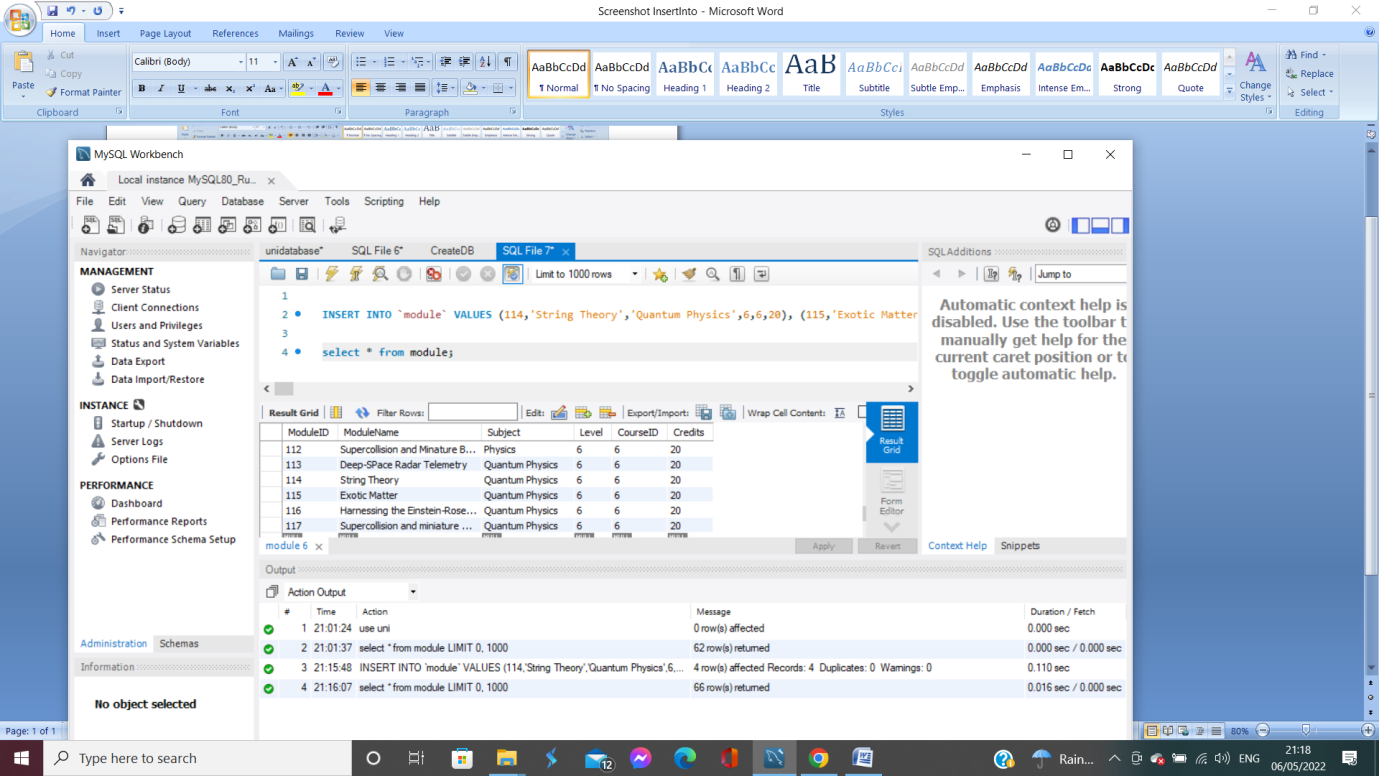 Screenshot InsertInto - Microsoft Word
Home Insert Page Layout References Mailings Review View
Paste
Cut
Copy
Format Painter
Clipboard
Calibri (Body) 11
Font
Paragraph
AaBbCcDd AaBbCcDd AaBbCc AaBbCc AaB AaBbCc AaBbCcDd AaBbCcDd AaBbCcDd AaBbCcDc AaBbCcDd
¶ Normal ¶ No Spacing Heading 1 Heading 2 Title Subtitle Subtle Emp... Emphasis Intense Em... Strong Quote
Styles
Change
Styles
Find
Replace
Select
Editing
MySQL Workbench
Local instance MySQL80_Ru...
File Edit View Query Database Server Tools Scripting Help
Navigator
MANAGEMENT
Server Status
Client Connections
Users and Privileges
Status and System Variables
Data Export
Data Import/Restore
INSTANCE
Startup / Shutdown
Server Logs
Options File
PERFORMANCE
Dashboard
Performance Reports
Performance Schema Setup
Administration Schemas
Information
No object selected
unidatabase* SQL File 6* CreateDB SQL File 7*
Limit to 1000 rows
1
2 INSERT INTO `module` VALUES (114,'String Theory','Quantum Physics',6,6,20), (115,'Exotic Matter
3
4 select * from module;
Result Grid Filter Rows: Edit: Export/Import: Wrap Cell Content:
ModuleID ModuleName Subject Level CourseID Credits
112 Supercollision and Minature B... Physics 6 6 20
113 Deep-SPace Radar Telemetry Quantum Physics 6 6 20
114 String Theory Quantum Physics 6 6 20
115 Exotic Matter Quantum Physics 6 6 20
116 Harnessing the Einstein-Rose... Quantum Physics 6 6 20
117 Supercollision and miniature ... Quantum Physics 6 6 20
Result
Grid
Form
Editor
module 6 Apply Revert
SQLAdditions
Jump to
Automatic context help is
disabled. Use the toolbar t
manually get help for the
current caret position or to
toggle automatic help.
Context Help Snippets
Output
Action Output
# Time Action Message Duration / Fetch
1 21:01:24 use uni 0 row(s) affected 0.000 sec
2 21:01:37 select * from module LIMIT 0, 1000 62 row(s) returned 0.000 sec / 0.000 sec
3 21:15:48 INSERT INTO `module` VALUES (114,'String Theory','Quantum Physics',6,... 4 row(s) affected Records: 4 Duplicates: 0 Warnings: 0 0.110 sec
4 21:16:07 select * from module LIMIT 0, 1000 66 row(s) returned 0.016 sec / 0.000 sec
Page: 1 of 1
80%
Type here to search
12
Rain...
ENG
21:18
06/05/2022